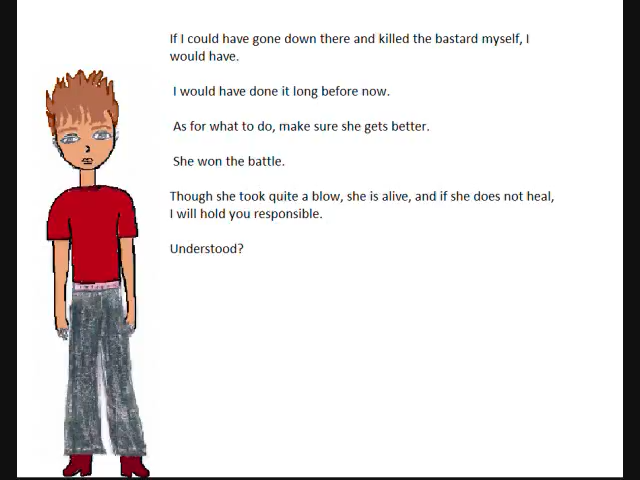 If I could have gone down there and killed the bastard myself, I
would have.
I would have done it long before now.
As for what to do, make sure she gets better.
She won the battle.
Though she took quite a blow, she is alive, and if she does not heal,
I will hold you responsible.
Understood?